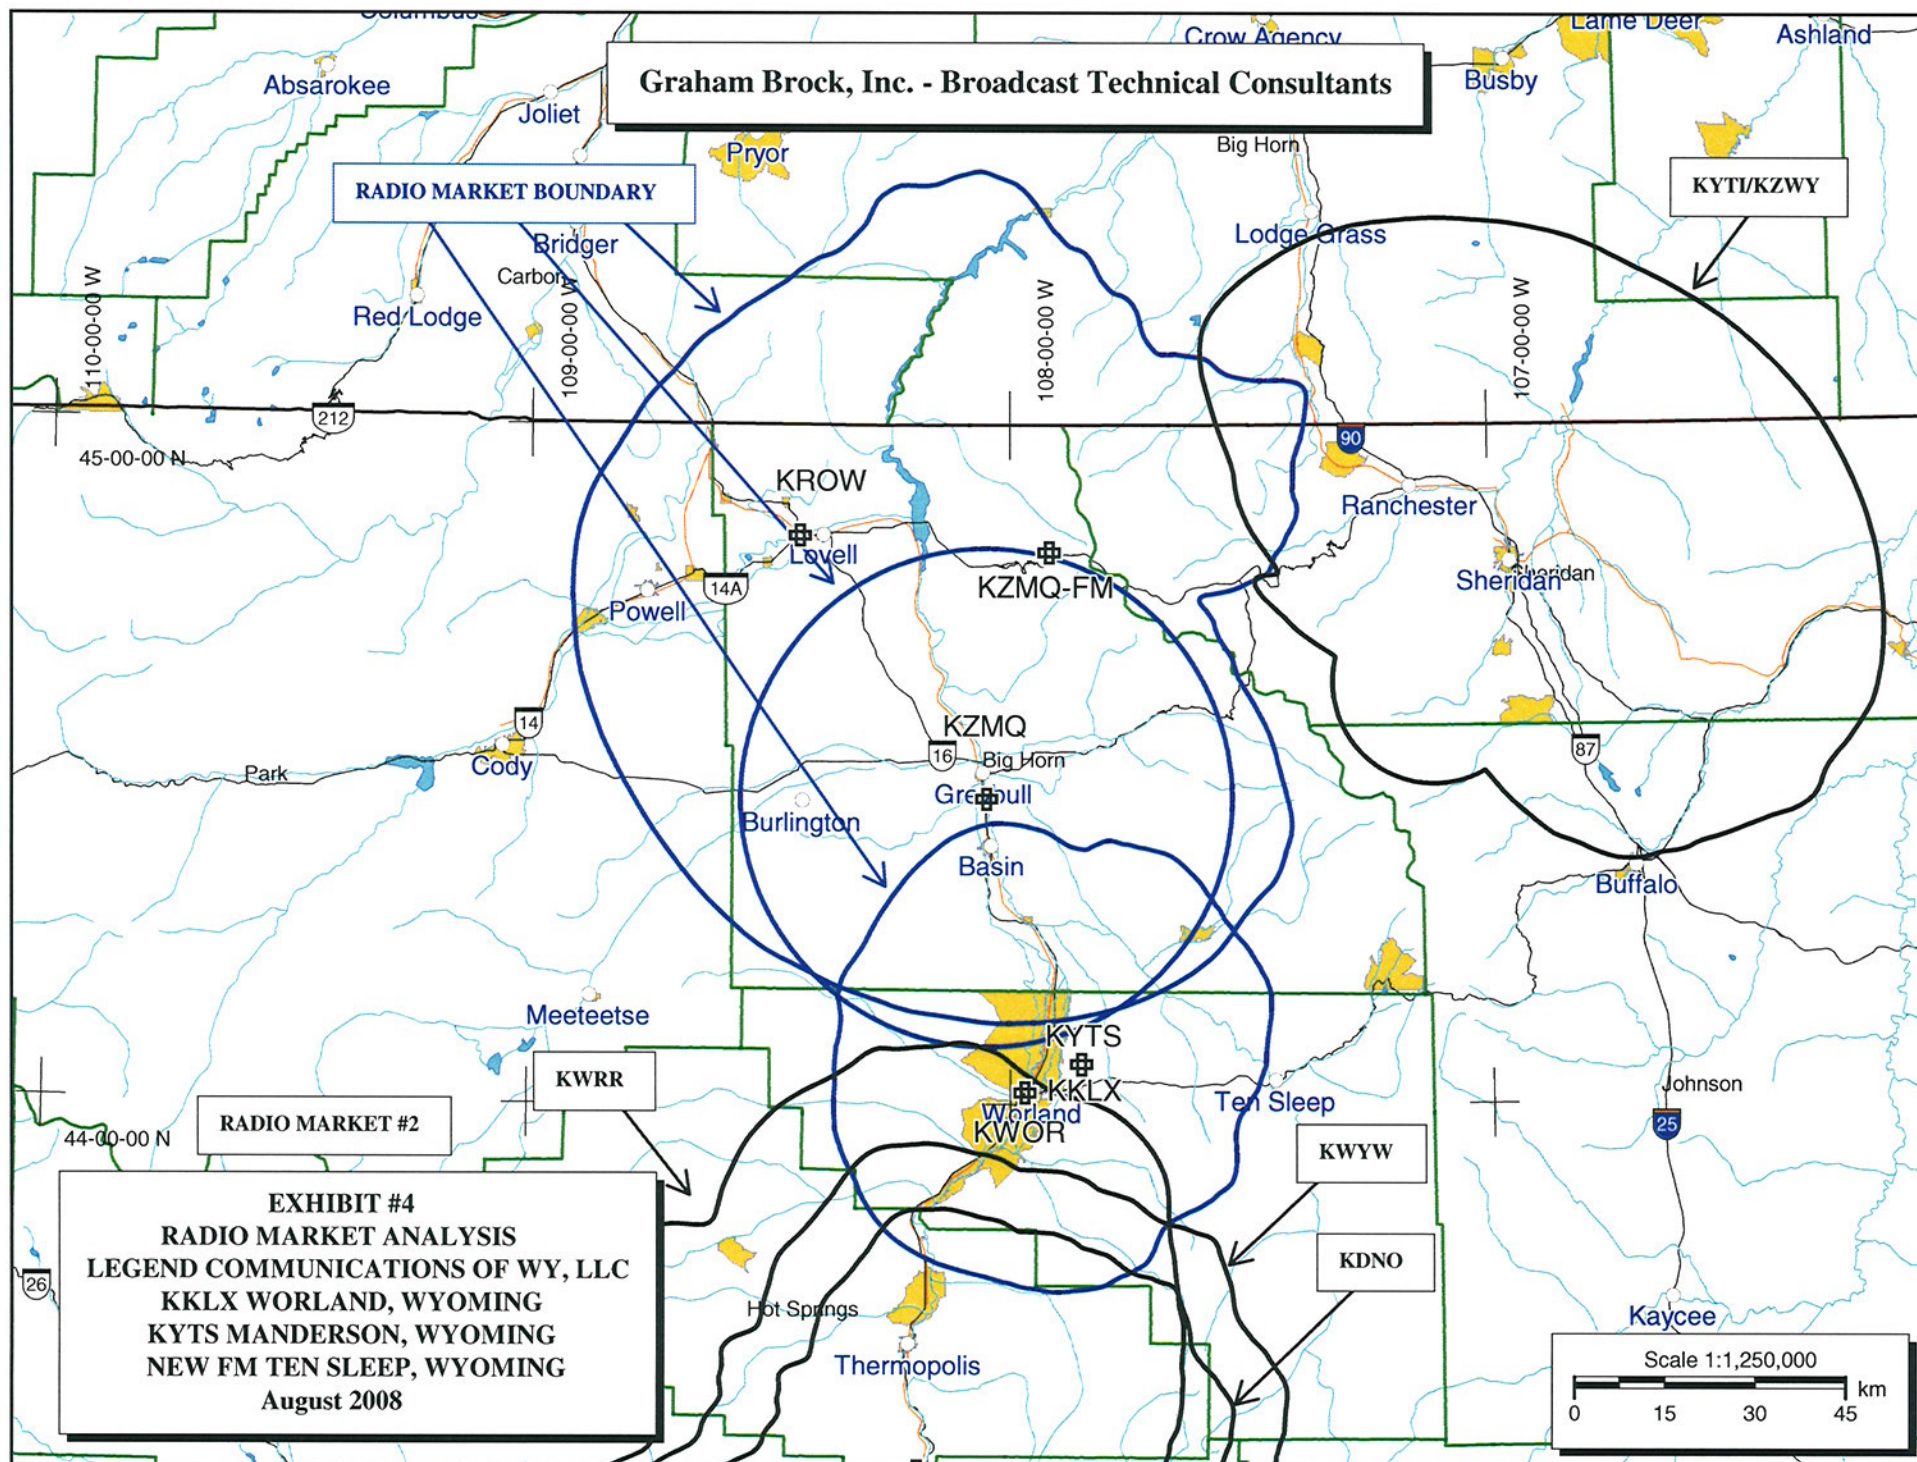 Columbus
Lame Deer
Crow Agency
Ashland
Absarokee
Graham Brock, Inc. - Broadcast Technical Consultants
Busby
Joliet
Big Horn
Pryor
KYTI/KZWY
RADIO MARKET BOUNDARY
Bridger
Lodge Grass
Carbon
110-00-00 W
109-00-00 W
108-00-00 W
107-00-00 W
Red Lodge
212
90
45-00-00 N
KROW
Ranchester
Lovell
KZMQ-FM
Sheridan
Sheridan
14A
Powell
14
KZMQ
87
16
Big Horn
Cody
Park
Greybull
Burlington
Basin
Buffalo
Meeteetse
KYTS
KWRR
KKLX
Johnson
Ten Sleep
Worland
RADIO MARKET #2
KWOR
25
44-00-00 N
KWYW
EXHIBIT #4
RADIO MARKET ANALYSIS
LEGEND COMMUNICATIONS OF WY, LLC
KKLX WORLAND, WYOMING
KYTS MANDERSON, WYOMING
NEW FM TEN SLEEP, WYOMING
August 2008
KDNO
26
Hot Springs
Kaycee
Thermopolis
Scale 1:1,250,000
km
0 15 30 45